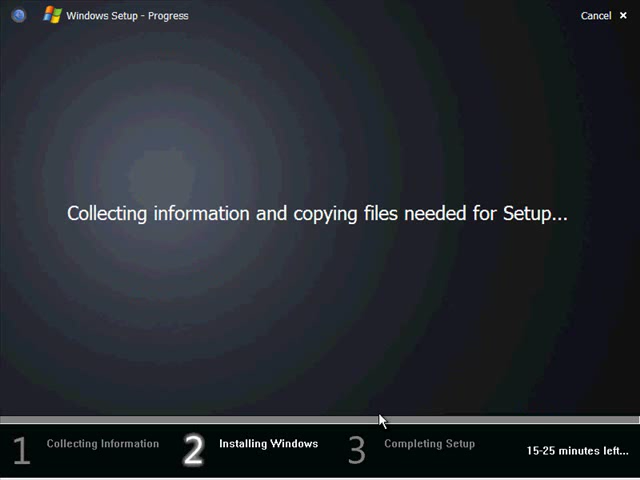 Windows Setup - Progress
Cancel ×
Collecting information and copying files needed for Setup...
1 Collecting Information
2 Installing Windows
3 Completing Setup
15-25 minutes left...